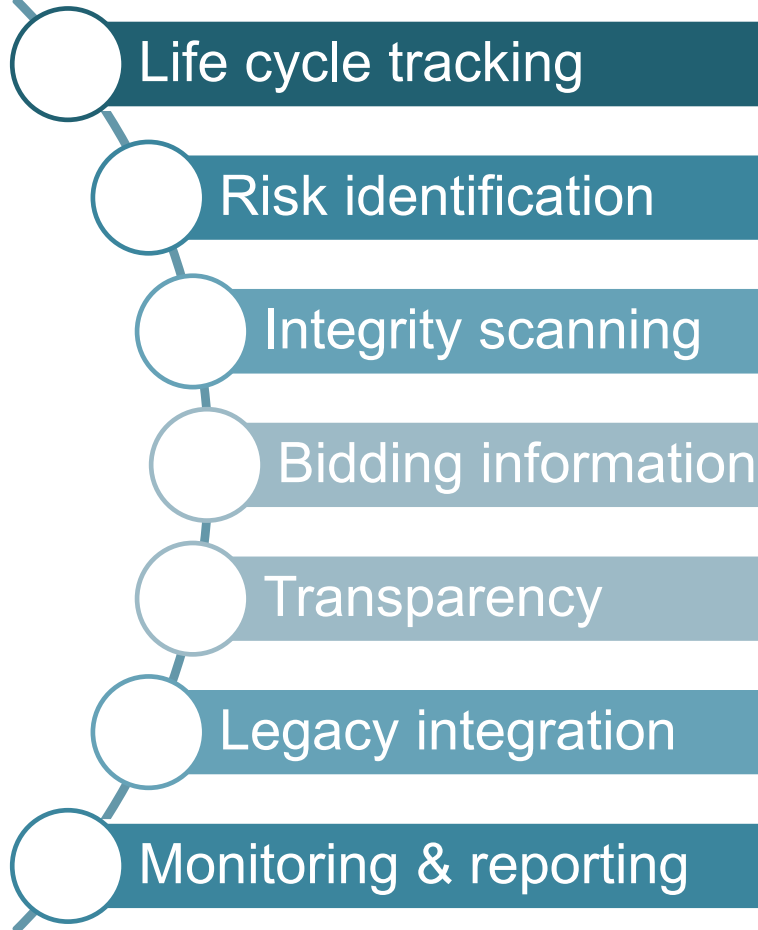 Life cycle tracking
Risk identification
Integrity scanning
Bidding information
Transparency
Legacy integration
Monitoring & reporting